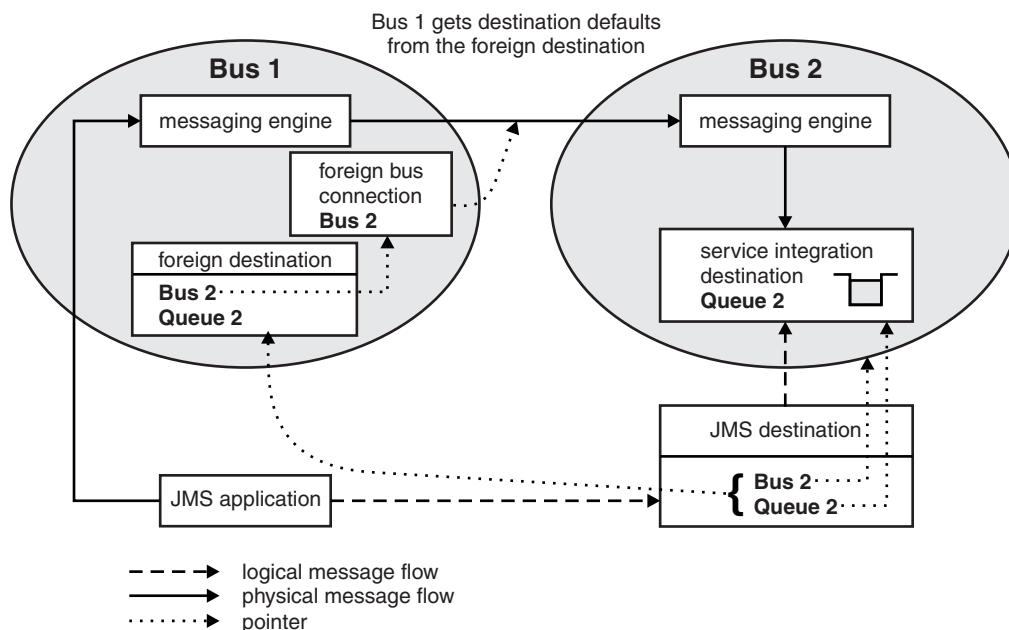 Bus 1 gets destination defaults
from the foreign destination
Bus 1
Bus 2
messaging engine
messaging engine
foreign bus
connection
Bus 2
foreign destination
Bus 2
Queue 2
service integration
destination
Queue 2
JMS destination
Bus 2
Queue 2
JMS application
logical message flow
physical message flow
pointer